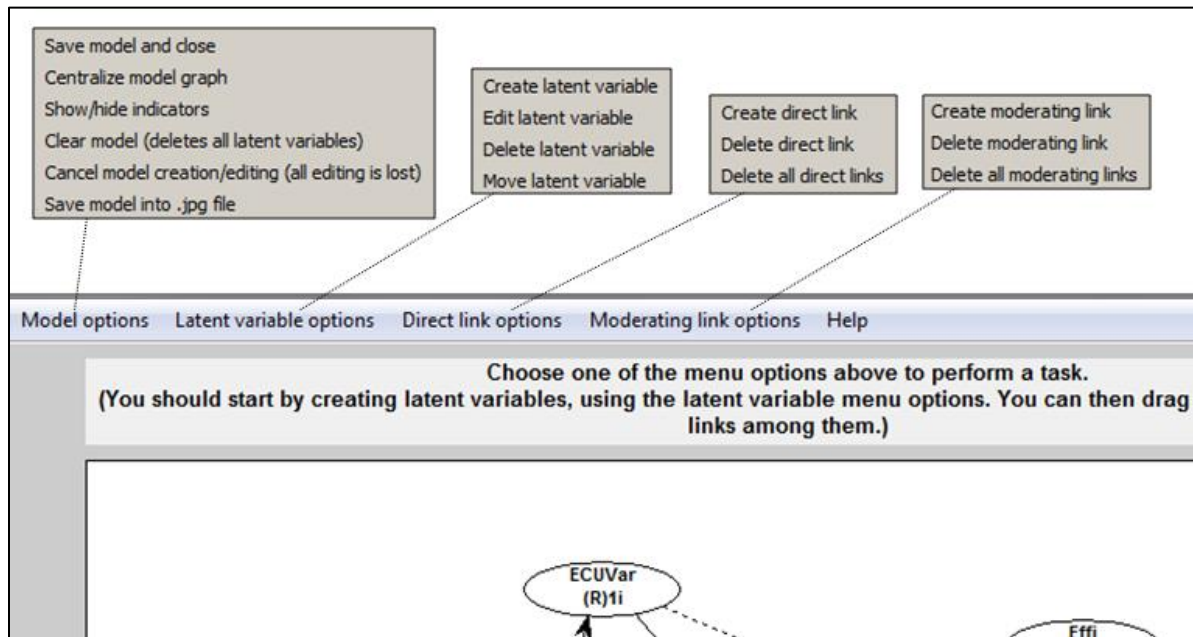 Save model and close
Centralize model graph
Show/hide indicators
Clear model (deletes all latent variables)
Cancel model creation/editing (all editing is lost)
Save model into .jpg file
Create latent variable
Edit latent variable
Delete latent variable
Move latent variable
Create direct link
Delete direct link
Delete all direct links
Create moderating link
Delete moderating link
Delete all moderating links
Model options Latent variable options Direct link options Moderating link options Help
Choose one of the menu options above to perform a task.
(You should start by creating latent variables, using the latent variable menu options. You can then drag
links among them.)
ECUVar
(R)1i
Effi